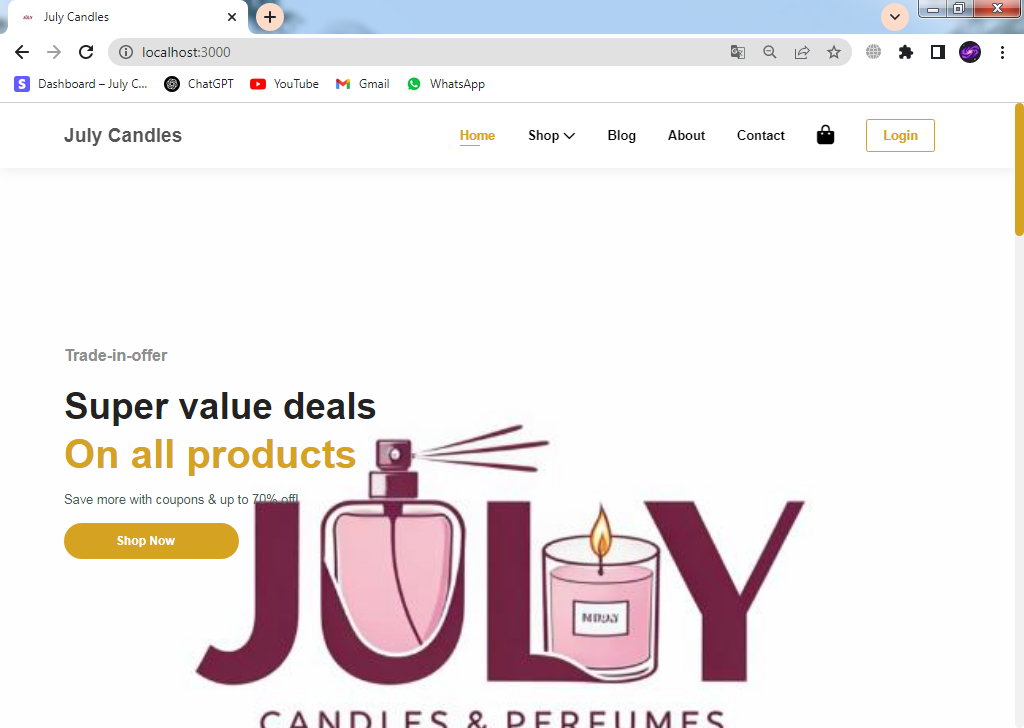 July Candles
localhost:3000
Dashboard – July C... ChatGPT YouTube Gmail WhatsApp
July Candles Home Shop Blog About Contact Login
Trade-in-offer
Super value deals
On all products
Save more with coupons & up to 70% off!
Shop Now
JULY
CANDLES & PERFUMES